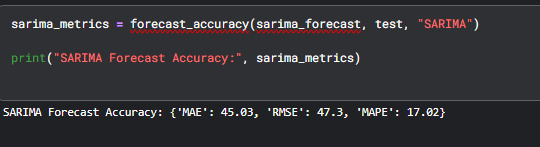 sarima_metrics = forecast_accuracy(sarima_forecast, test, "SARIMA")
print("SARIMA Forecast Accuracy:", sarima_metrics)
SARIMA Forecast Accuracy: {'MAE': 45.03, 'RMSE': 47.3, 'MAPE': 17.02}